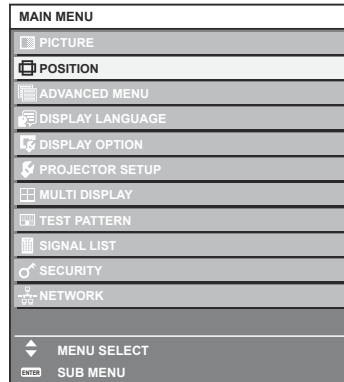 MAIN MENU
PICTURE
POSITION
ADVANCED MENU
DISPLAY LANGUAGE
DISPLAY OPTION
PROJECTOR SETUP
MULTI DISPLAY
TEST PATTERN
SIGNAL LIST
SECURITY
NETWORK
MENU SELECT
ENTER SUB MENU